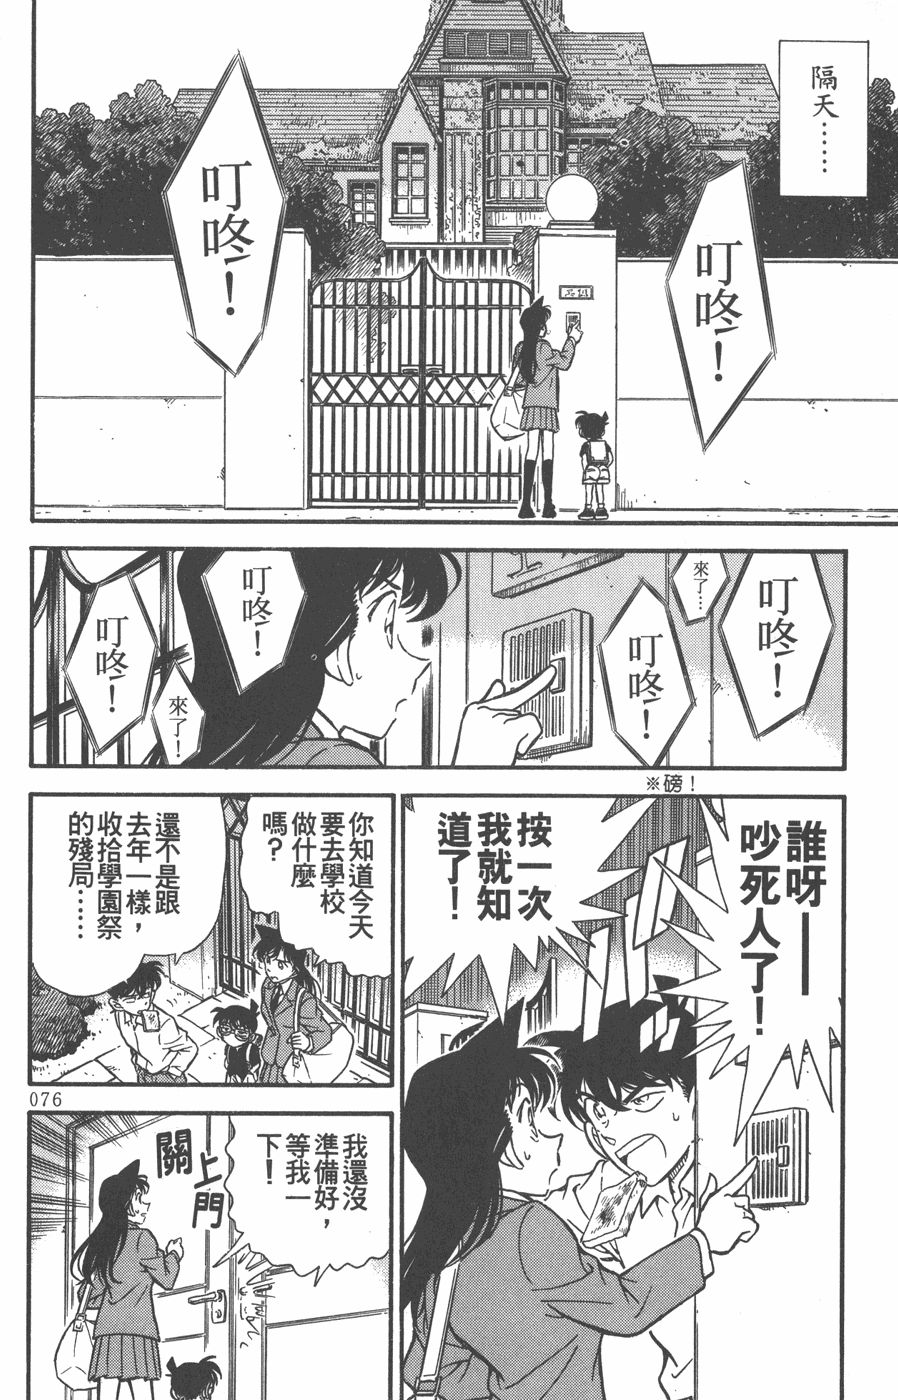 隔天……
叮咚！
叮咚！
叮咚！
來了…
叮咚！
叮咚！
來了！
叮咚！
※磅！
誰呀——
吵死人了！
按一次
我就知
道了！
你知道今天
要去學校
做什麼
嗎？
還不是跟
去年一樣，
收拾學園祭
的殘局……
我還沒
準備好，
等我一
下！
關上門
076